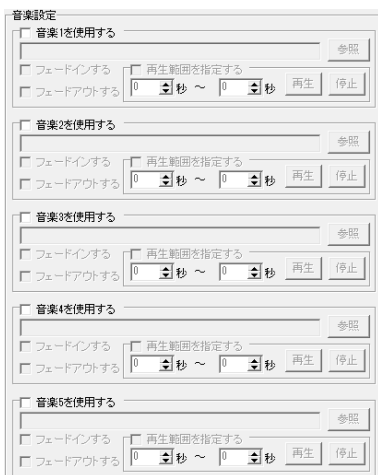 音楽設定
音楽1を使用する
参照
フェードインする 再生範囲を指定する
フェードアウトする 0 秒 ～ 0 秒 再生 停止
音楽2を使用する
参照
フェードインする 再生範囲を指定する
フェードアウトする 0 秒 ～ 0 秒 再生 停止
音楽3を使用する
参照
フェードインする 再生範囲を指定する
フェードアウトする 0 秒 ～ 0 秒 再生 停止
音楽4を使用する
参照
フェードインする 再生範囲を指定する
フェードアウトする 0 秒 ～ 0 秒 再生 停止
音楽5を使用する
参照
フェードインする 再生範囲を指定する
フェードアウトする 0 秒 ～ 0 秒 再生 停止